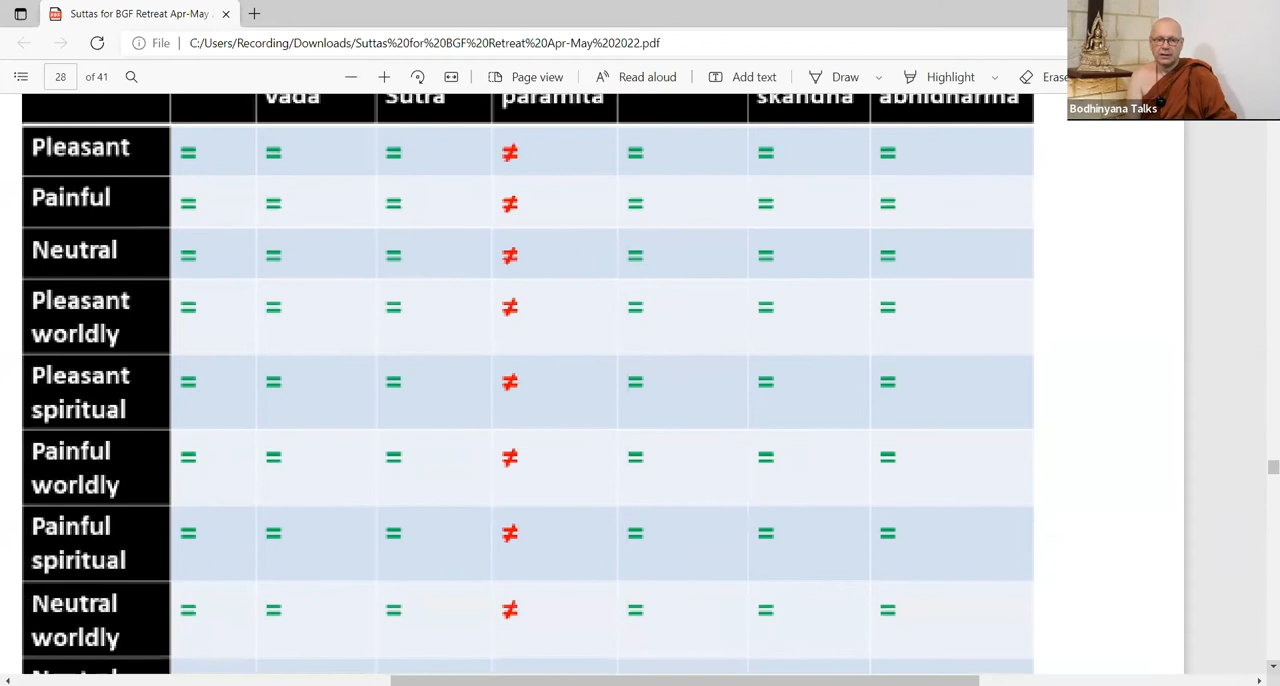 Suttas for BGF Retreat Apr-May
File C:/Users/Recording/Downloads/Suttas%20for%20BGF%20Retreat%20Apr-May%202022.pdf
28 of 41 Page view Read aloud Add text Draw Highlight Eras
Bodhinyana Talks
vada Sutra paramita skandha abhidharma
Pleasant = = = ≠ = = =
Painful = = = ≠ = = =
Neutral = = = ≠ = = =
Pleasant = = = ≠ = = =
worldly
Pleasant = = = ≠ = = =
spiritual
Painful = = = ≠ = = =
worldly
Painful = = = ≠ = = =
spiritual
Neutral = = = ≠ = = =
worldly